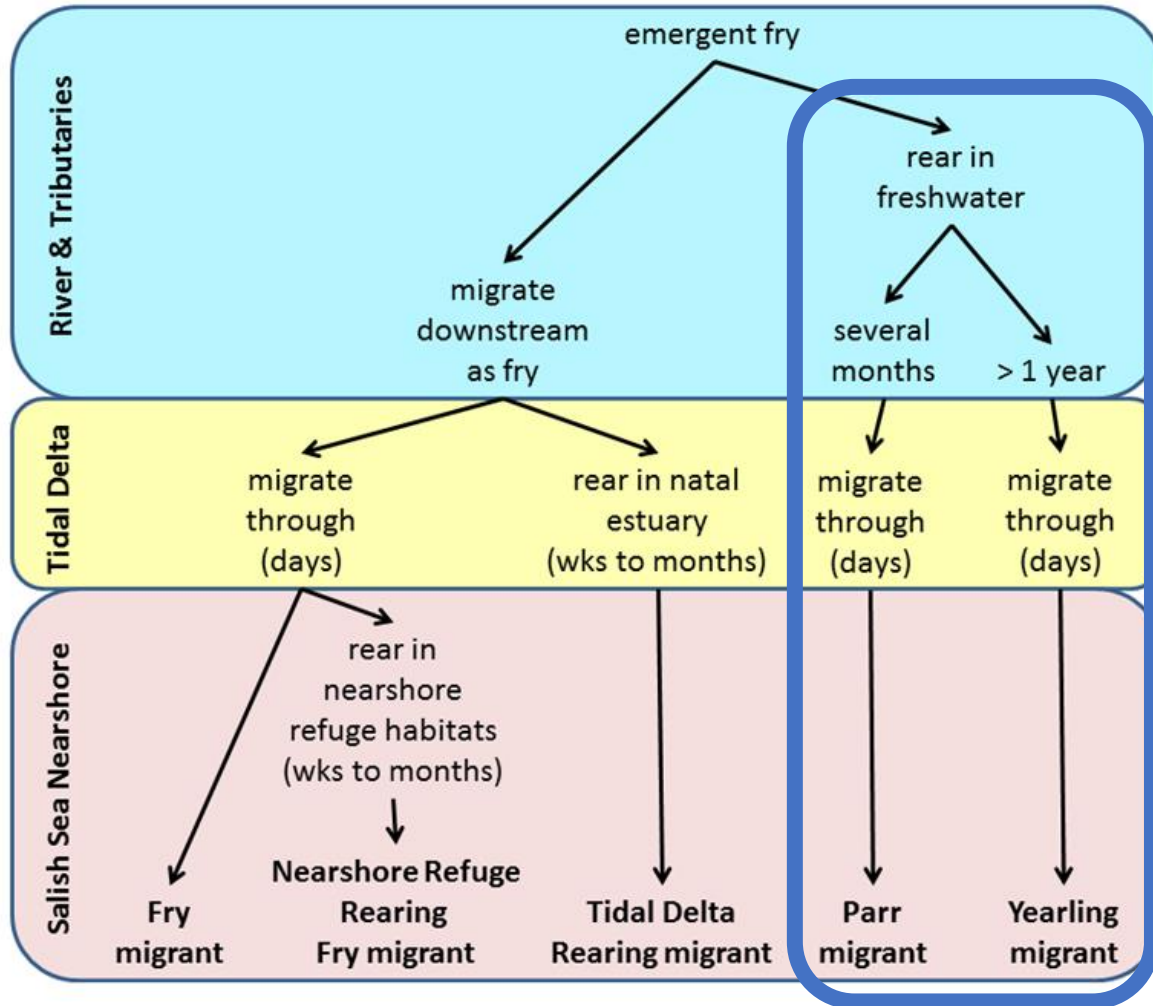 River & Tributaries
emergent fry
rear in
freshwater
migrate
downstream
as fry
several
months
> 1 year
Tidal Delta
migrate
through
(days)
rear in natal
estuary
(wks to months)
migrate
through
(days)
migrate
through
(days)
Salish Sea Nearshore
rear in
nearshore
refuge habitats
(wks to months)
Fry
migrant
Nearshore Refuge
Rearing
Fry migrant
Tidal Delta
Rearing migrant
Parr
migrant
Yearling
migrant